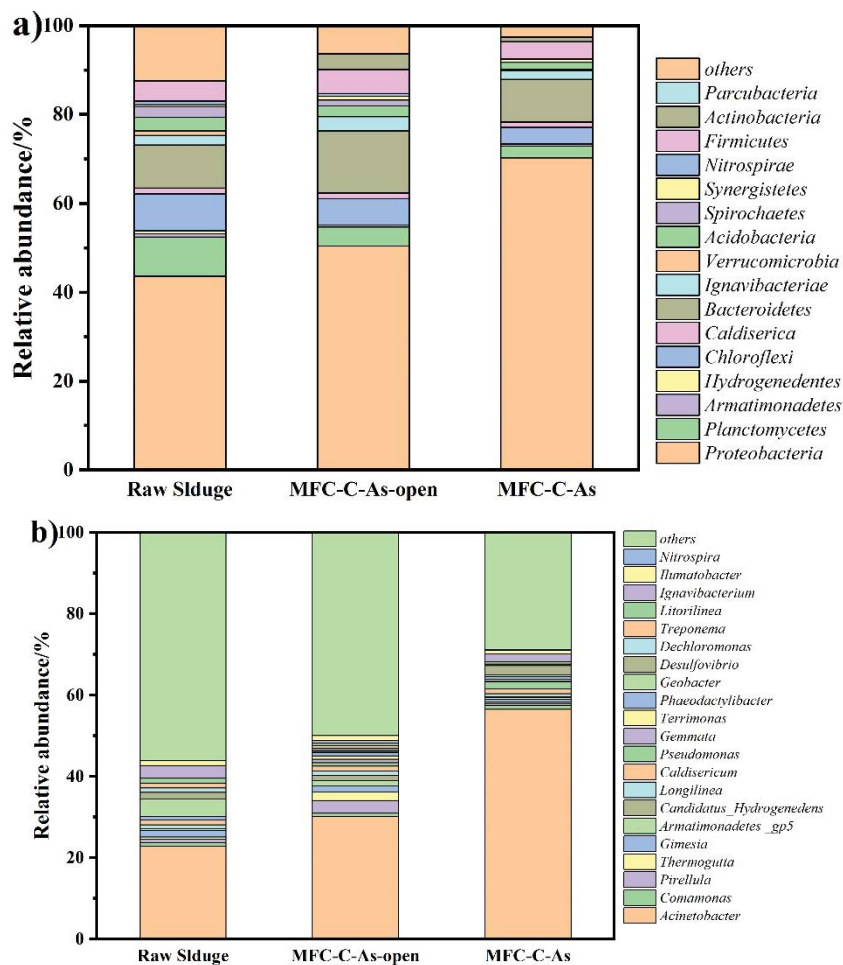 a)
Relative abundance/%
100
80
60
40
20
0
Raw Slduge
MFC-C-As-open
MFC-C-As
others
Parcubacteria
Actinobacteria
Firmicutes
Nitrospirae
Synergistetes
Spirochaetes
Acidobacteria
Verrucomicrobia
Ignavibacteriae
Bacteroidetes
Caldiserica
Chloroflexi
Hydrogenedentes
Armatimonadetes
Planctomycetes
Proteobacteria
b)
Relative abundance/%
100
80
60
40
20
0
Raw Slduge
MFC-C-As-open
MFC-C-As
others
Nitrospira
Ilumatobacter
Ignavibacterium
Litorilinea
Treponema
Dechloromonas
Desulfovibrio
Geobacter
Phaeodactylibacter
Terrimonas
Gemmata
Pseudomonas
Caldisericum
Longilinea
Candidatus_Hydrogenedens
Armatimonadetes _gp5
Gimesia
Thermogutta
Pirellula
Comamonas
Acinetobacter